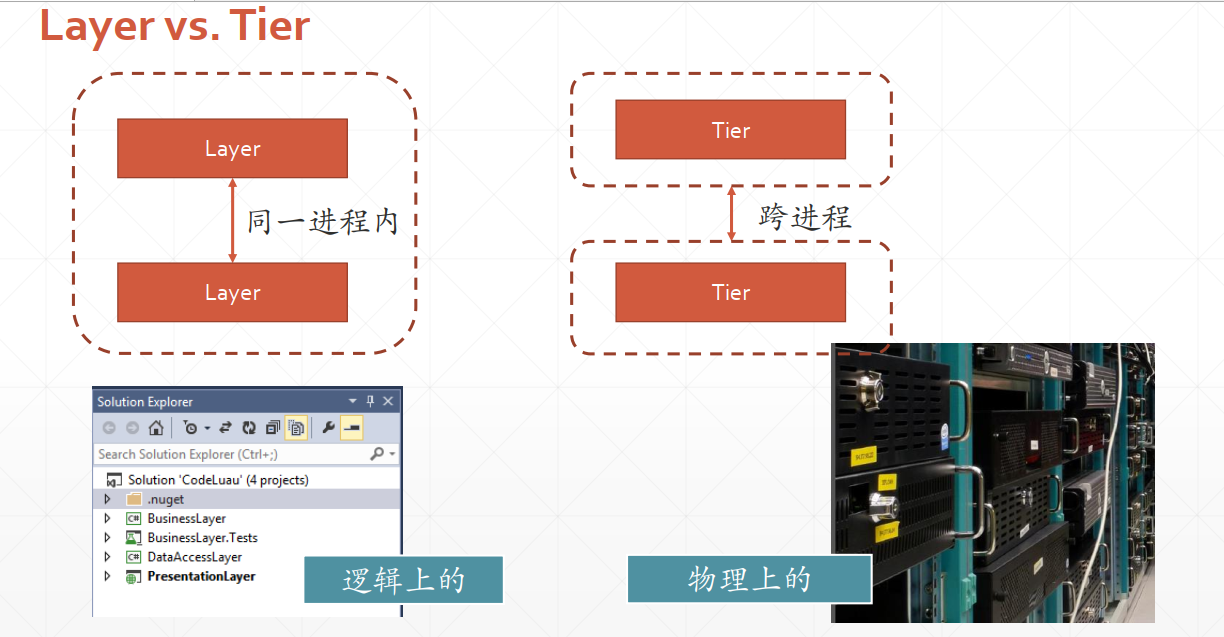 Layer vs. Tier
Layer
同一进程内
Layer
Tier
跨进程
Tier
Solution Explorer
Search Solution Explorer (Ctrl+;)
Solution 'CodeLuau' (4 projects)
.nuget
C# BusinessLayer
BusinessLayer.Tests
C# DataAccessLayer
PresentationLayer
逻辑上的
物理上的